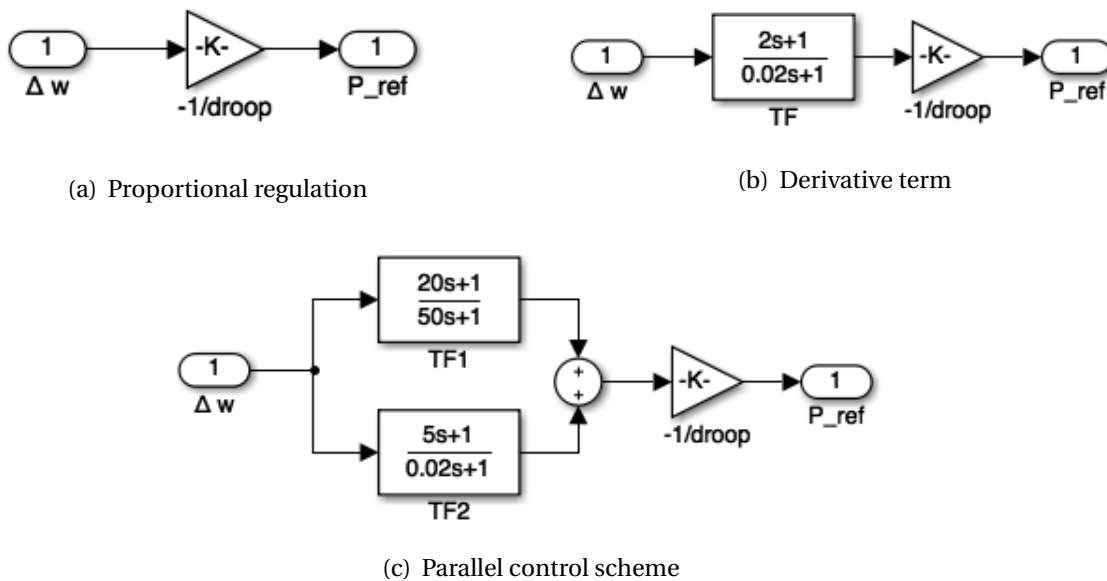 1
Δ w
-K-
-1/droop
1
P_ref
(a) Proportional regulation
1
Δ w
2s+1
0.02s+1
TF
-K-
-1/droop
1
P_ref
(b) Derivative term
1
Δ w
20s+1
50s+1
TF1
5s+1
0.02s+1
TF2
+
+
-K-
-1/droop
1
P_ref
(c) Parallel control scheme